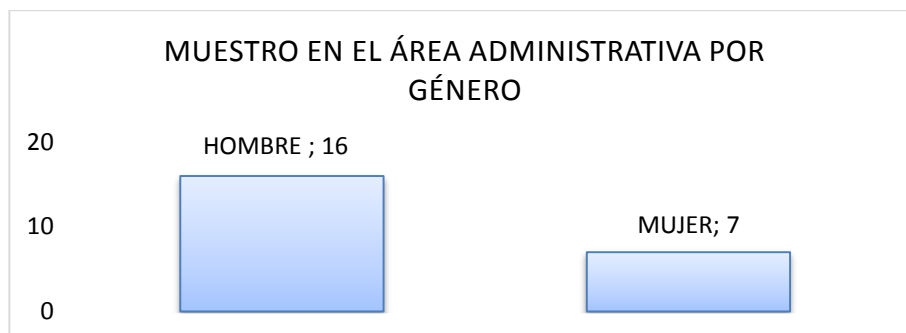 MUESTRO EN EL ÁREA ADMINISTRATIVA POR
GÉNERO
20
HOMBRE ; 16
10
MUJER; 7
0